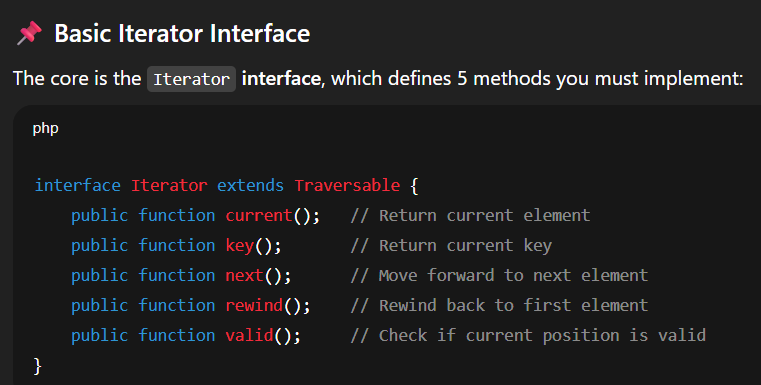 📌 Basic Iterator Interface
The core is the Iterator interface, which defines 5 methods you must implement:
php
interface Iterator extends Traversable {
    public function current();   // Return current element
    public function key();       // Return current key
    public function next();      // Move forward to next element
    public function rewind();    // Rewind back to first element
    public function valid();     // Check if current position is valid
}